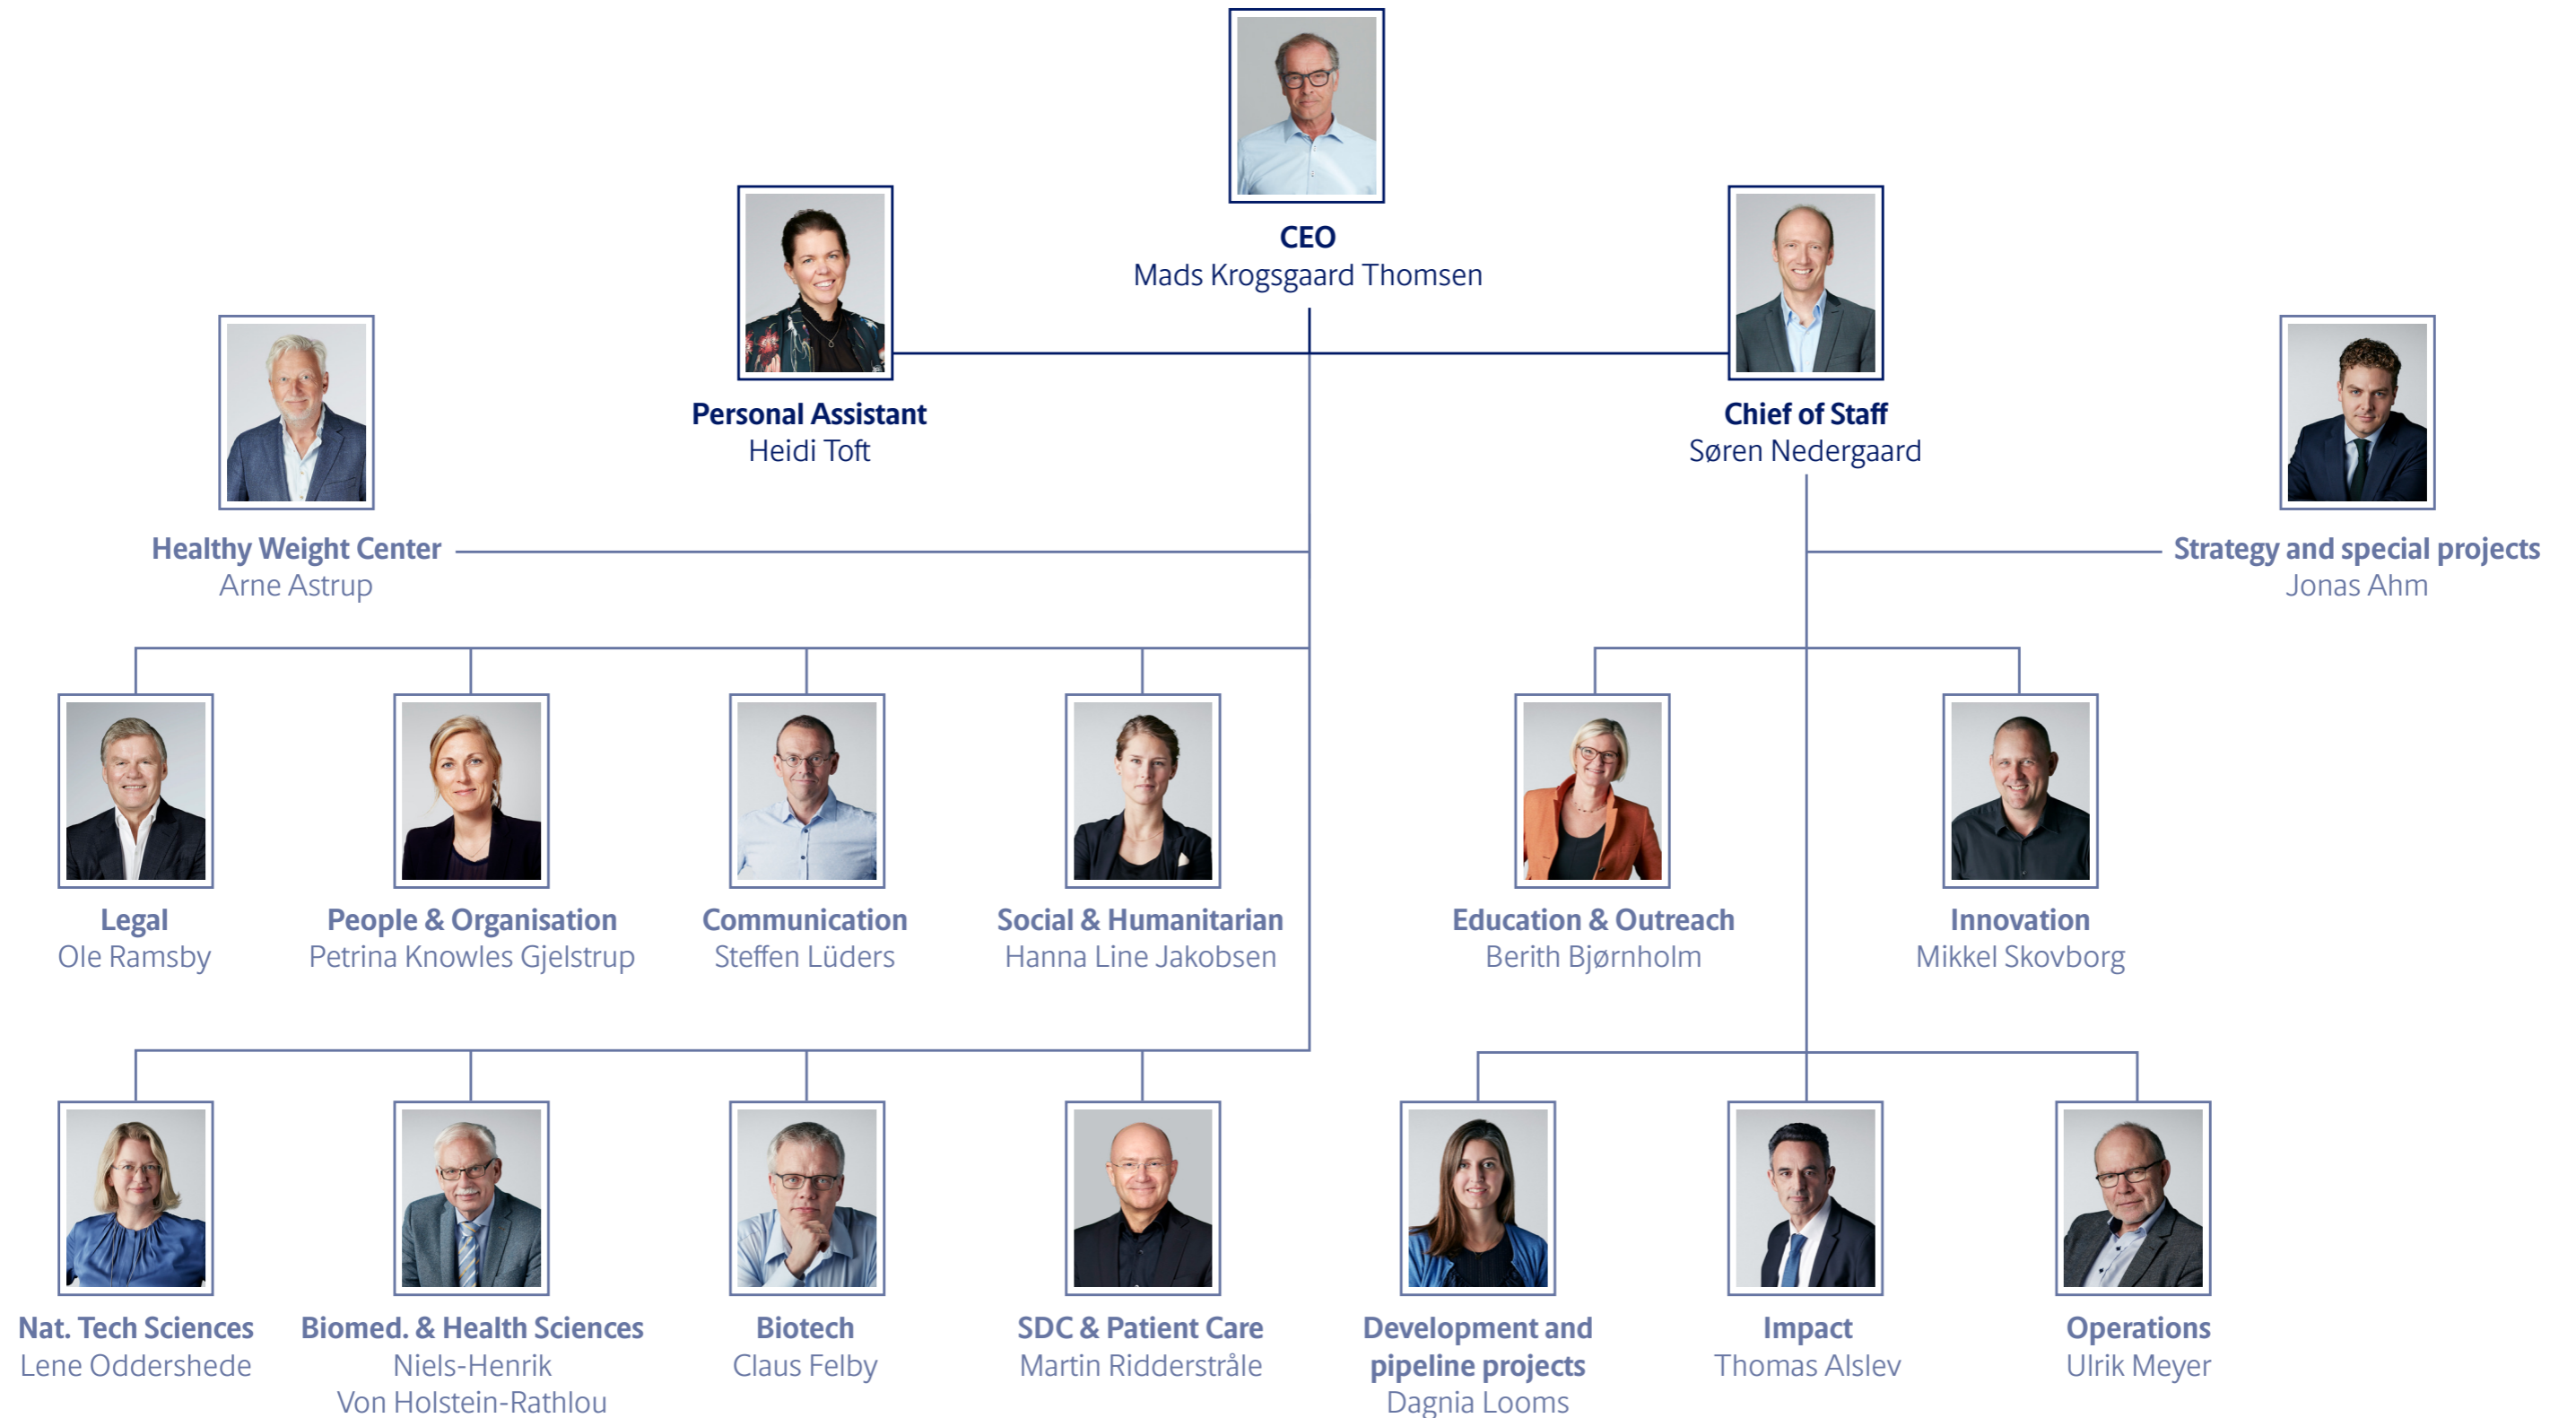 CEO
Mads Krogsgaard Thomsen
Personal Assistant
Heidi Toft
Chief of Staff
Søren Nedergaard
Healthy Weight Center
Arne Astrup
Strategy and special projects
Jonas Ahm
Legal
Ole Ramsby
People & Organisation
Petrina Knowles Gjelstrup
Communication
Steffen Lüders
Social & Humanitarian
Hanna Line Jakobsen
Education & Outreach
Berith Bjørnholm
Innovation
Mikkel Skovborg
Nat. Tech Sciences
Lene Oddershede
Biomed. & Health Sciences
Niels-Henrik
Von Holstein-Rathlou
Biotech
Claus Felby
SDC & Patient Care
Martin Ridderstråle
Development and
pipeline projects
Dagnia Looms
Impact
Thomas Alslev
Operations
Ulrik Meyer